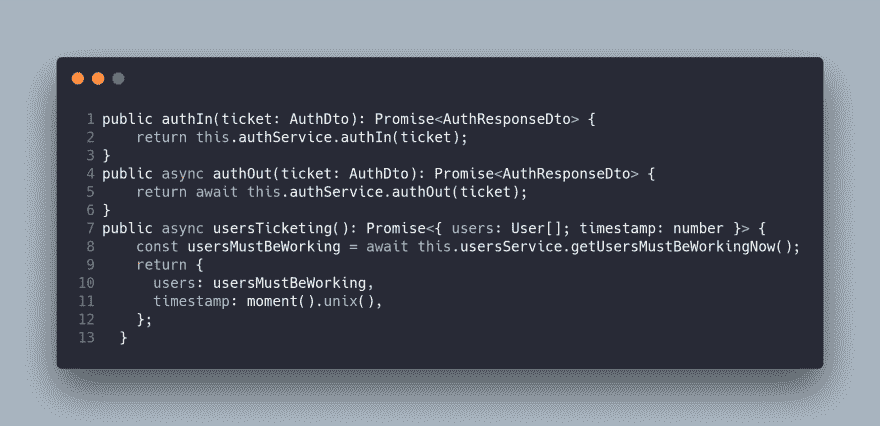 1 public authIn(ticket: AuthDto): Promise<AuthResponseDto> {
2     return this.authService.authIn(ticket);
3 }
4 public async authOut(ticket: AuthDto): Promise<AuthResponseDto> {
5     return await this.authService.authOut(ticket);
6 }
7 public async usersTicketing(): Promise<{ users: User[]; timestamp: number }> {
8     const usersMustBeWorking = await this.usersService.getUsersMustBeWorkingNow();
9     return {
10       users: usersMustBeWorking,
11       timestamp: moment().unix(),
12     };
13   }